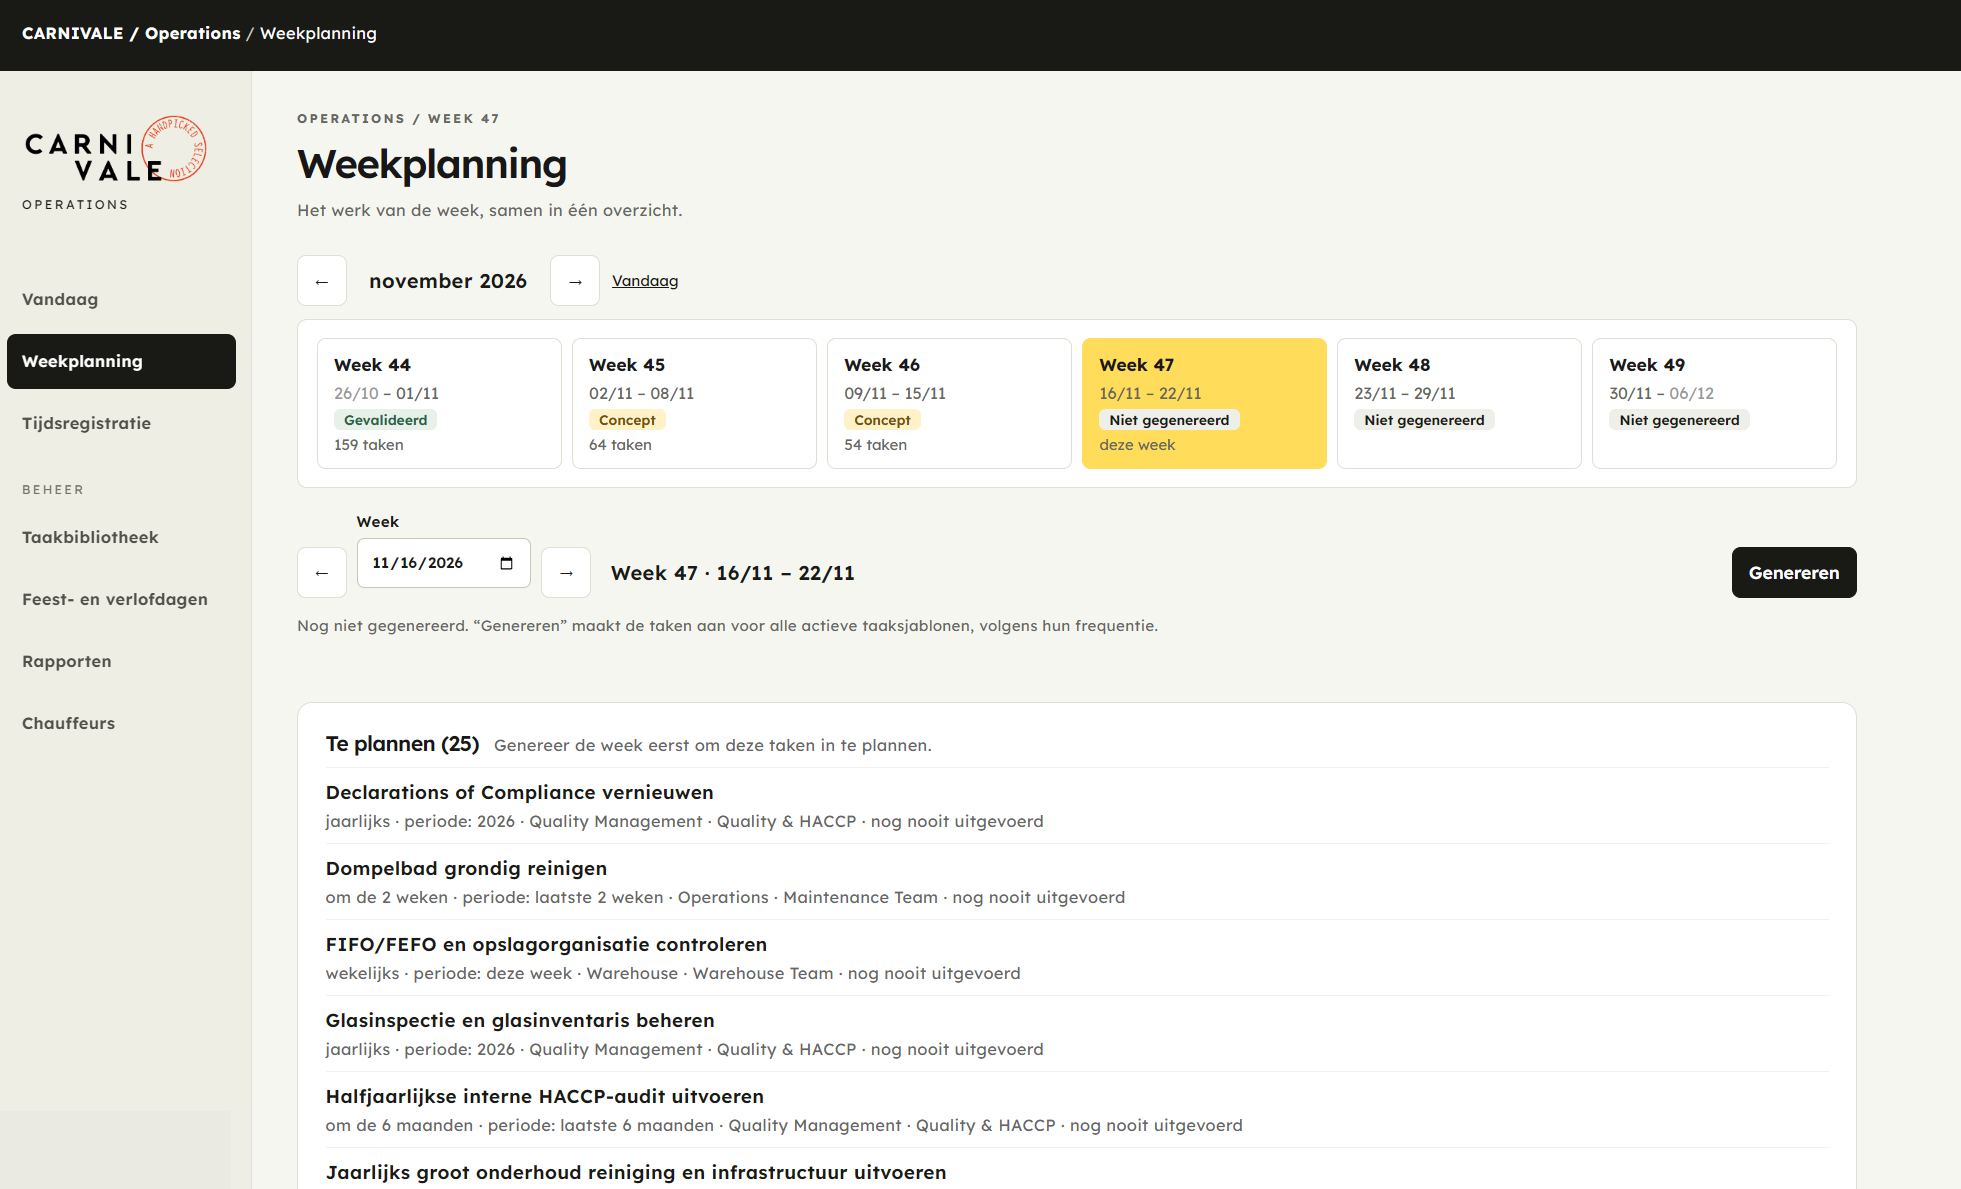 CARNIVALE / Operations / Weekplanning
CARNI
VALE
A HANDPICKED SELECTION
OPERATIONS
Vandaag
Weekplanning
Tijdsregistratie
BEHEER
Taakbibliotheek
Feest- en verlofdagen
Rapporten
Chauffeurs
OPERATIONS / WEEK 47
Weekplanning
Het werk van de week, samen in één overzicht.
← november 2026 → Vandaag
Week 44
26/10 – 01/11
Gevalideerd
159 taken
Week 45
02/11 – 08/11
Concept
64 taken
Week 46
09/11 – 15/11
Concept
54 taken
Week 47
16/11 – 22/11
Niet gegenereerd
deze week
Week 48
23/11 – 29/11
Niet gegenereerd
Week 49
30/11 – 06/12
Niet gegenereerd
Week
← 11/16/2026 → Week 47 · 16/11 – 22/11
Genereren
Nog niet gegenereerd. “Genereren” maakt de taken aan voor alle actieve taaksjablonen, volgens hun frequentie.
Te plannen (25) Genereer de week eerst om deze taken in te plannen.
Declarations of Compliance vernieuwen
jaarlijks · periode: 2026 · Quality Management · Quality & HACCP · nog nooit uitgevoerd
Dompelbad grondig reinigen
om de 2 weken · periode: laatste 2 weken · Operations · Maintenance Team · nog nooit uitgevoerd
FIFO/FEFO en opslagorganisatie controleren
wekelijks · periode: deze week · Warehouse · Warehouse Team · nog nooit uitgevoerd
Glasinspectie en glasinventaris beheren
jaarlijks · periode: 2026 · Quality Management · Quality & HACCP · nog nooit uitgevoerd
Halfjaarlijkse interne HACCP-audit uitvoeren
om de 6 maanden · periode: laatste 6 maanden · Quality Management · Quality & HACCP · nog nooit uitgevoerd
Jaarlijks groot onderhoud reiniging en infrastructuur uitvoeren